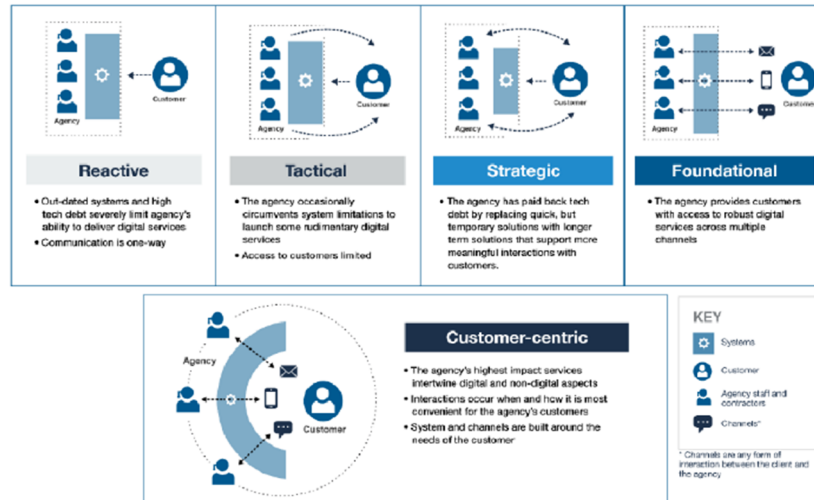 Agency
Customer
Reactive
• Out-dated systems and high
tech debt severely limit agency's
ability to deliver digital services
• Communication is one-way
Agency
Customer
Tactical
• The agency occasionally
circumvents system limitations to
launch some rudimentary digital
services
• Access to customers limited
Agency
Customer
Strategic
• The agency has paid back tech
debt by replacing quick, but
temporary solutions with longer
term solutions that support more
meaningful interactions with
customers.
Agency
Customer
Foundational
• The agency provides customers
with access to robust digital
services across multiple
channels
Agency
Customer
Customer-centric
• The agency's highest impact services
intertwine digital and non-digital aspects
• Interactions occur when and how it is most
convenient for the agency's customers
• System and channels are built around the
needs of the customer
KEY
Systems
Customer
Agency staff and
contractors
Channels*
* Channels are any form of
interaction between the client and
the agency